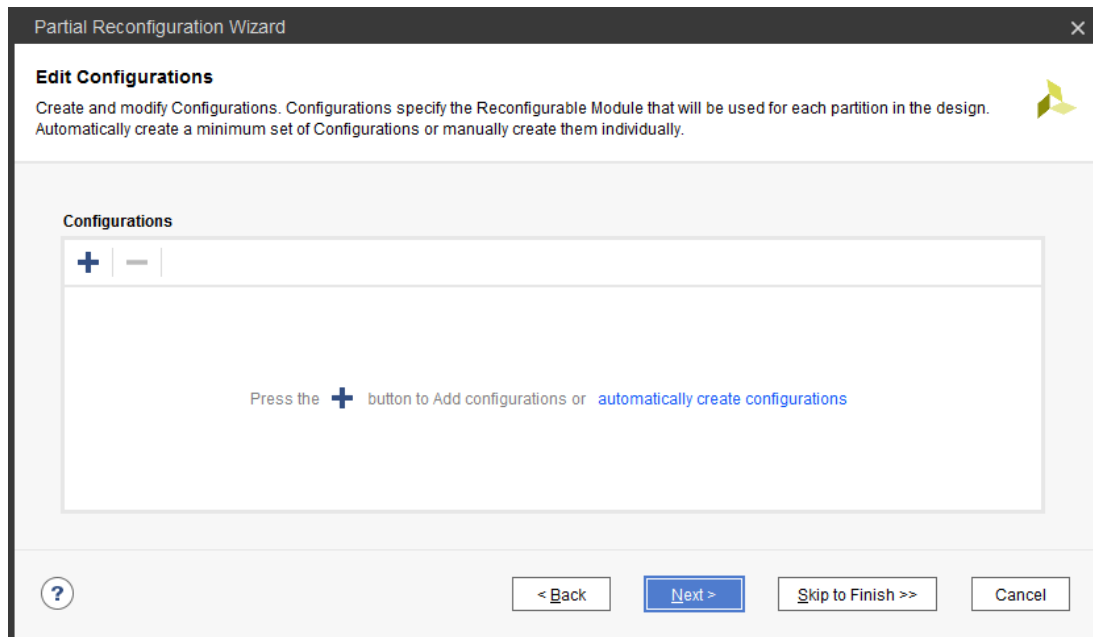 Partial Reconfiguration Wizard
Edit Configurations
Create and modify Configurations. Configurations specify the Reconfigurable Module that will be used for each partition in the design.
Automatically create a minimum set of Configurations or manually create them individually.
Configurations
Press the + button to Add configurations or automatically create configurations
? < Back Next > Skip to Finish >> Cancel